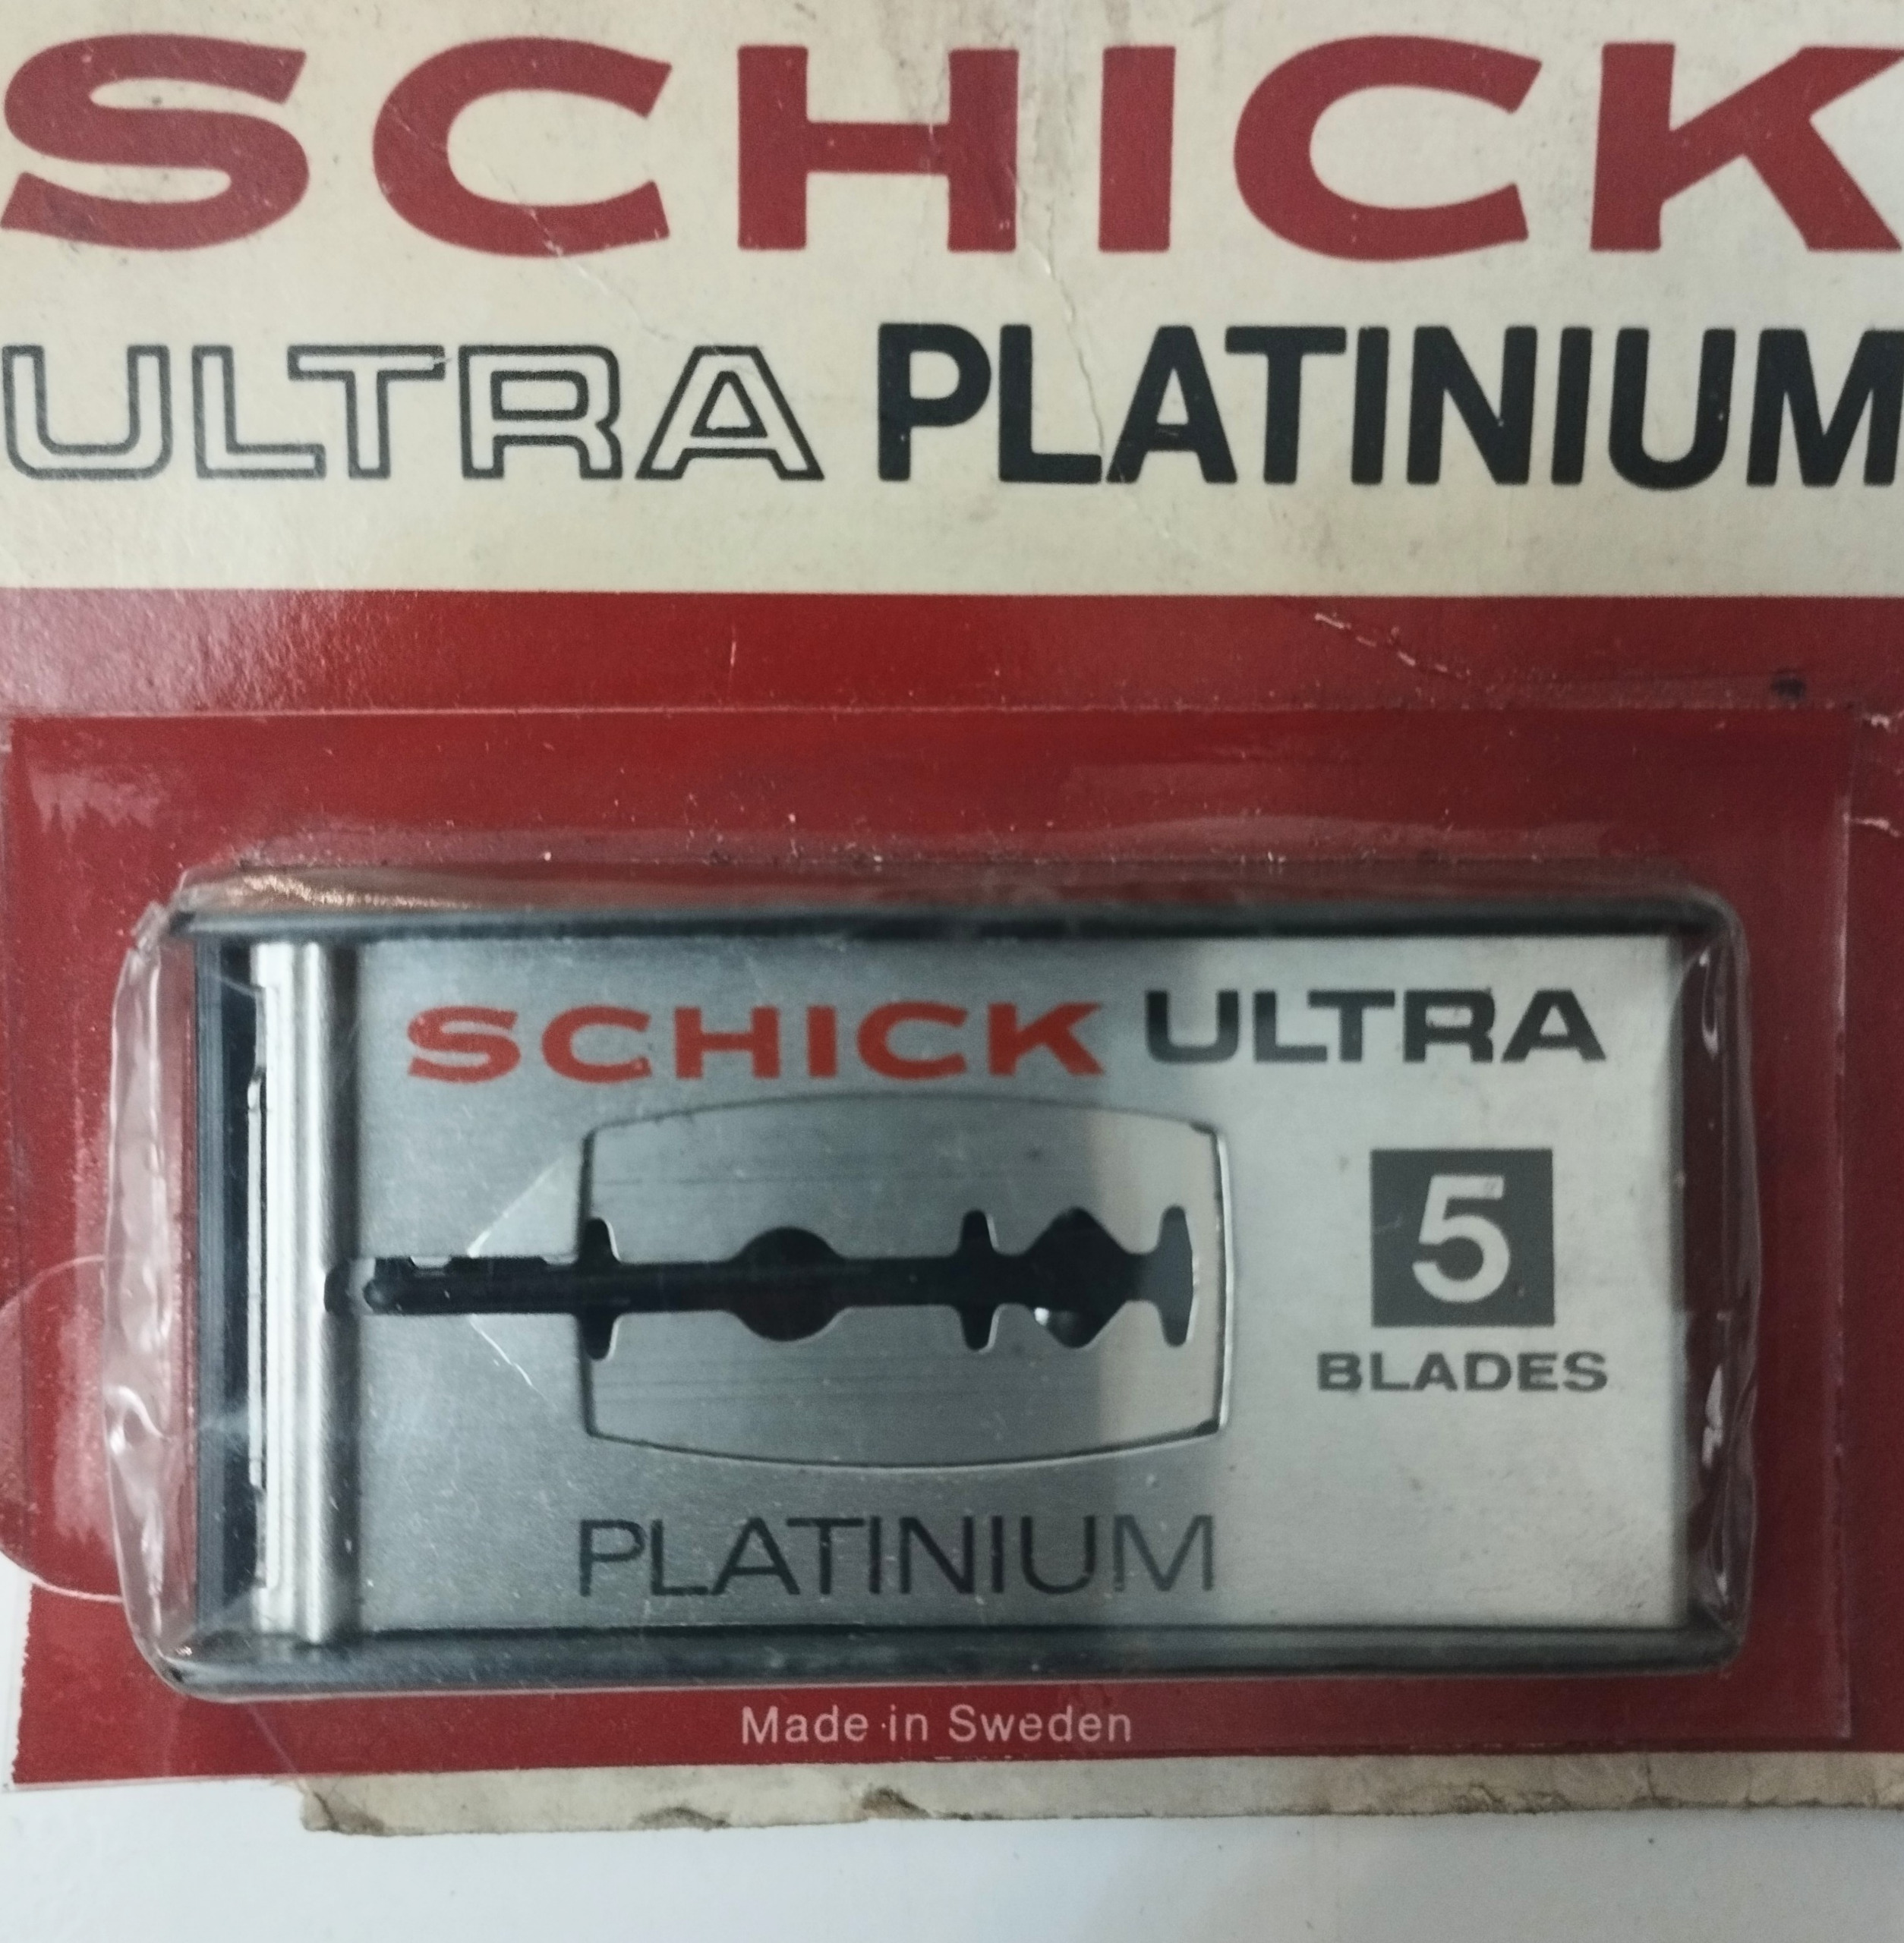 SCHICK
ULTRA PLATINIUM
SCHICK ULTRA
5
BLADES
PLATINIUM
Made in Sweden